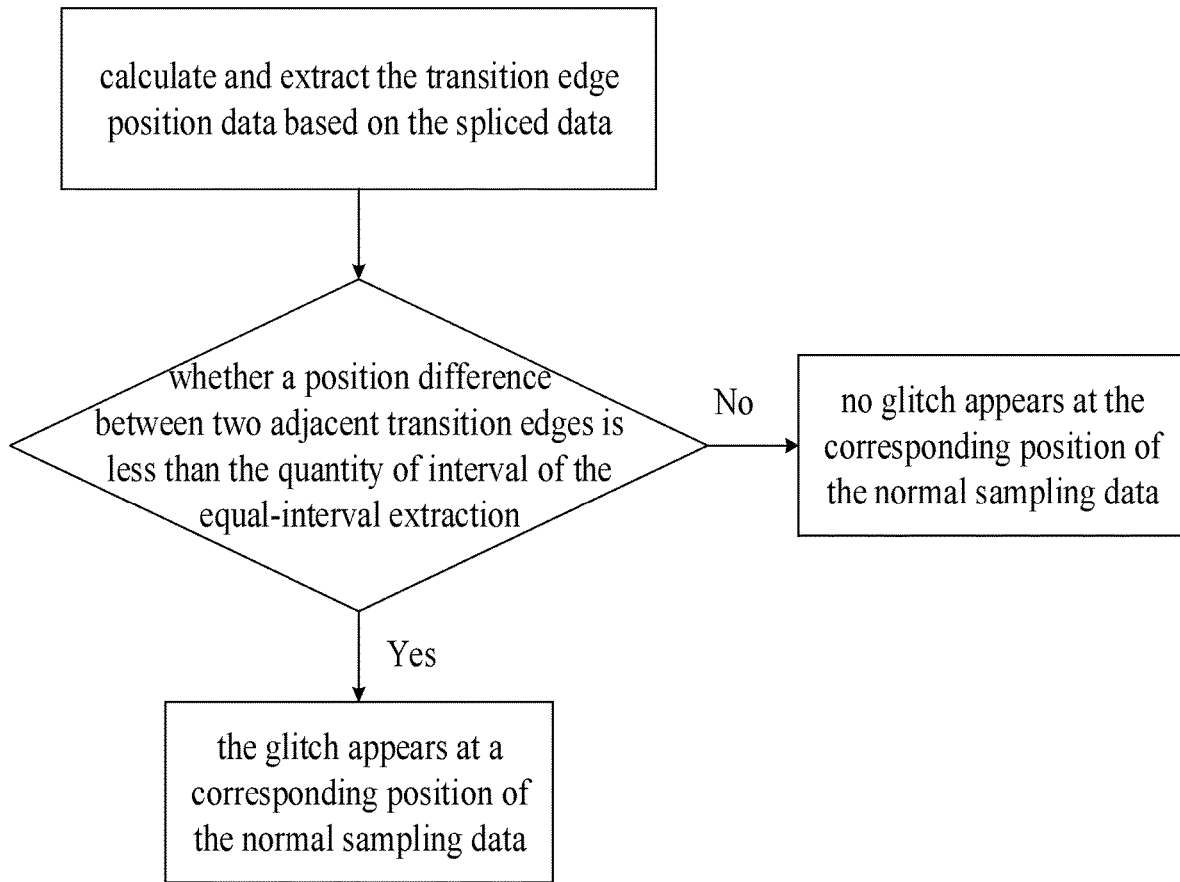 calculate and extract the transition edge
position data based on the spliced data
whether a position difference
between two adjacent transition edges is
less than the quantity of interval of the
equal-interval extraction
No
no glitch appears at the
corresponding position of
the normal sampling data
Yes
the glitch appears at a
corresponding position of
the normal sampling data